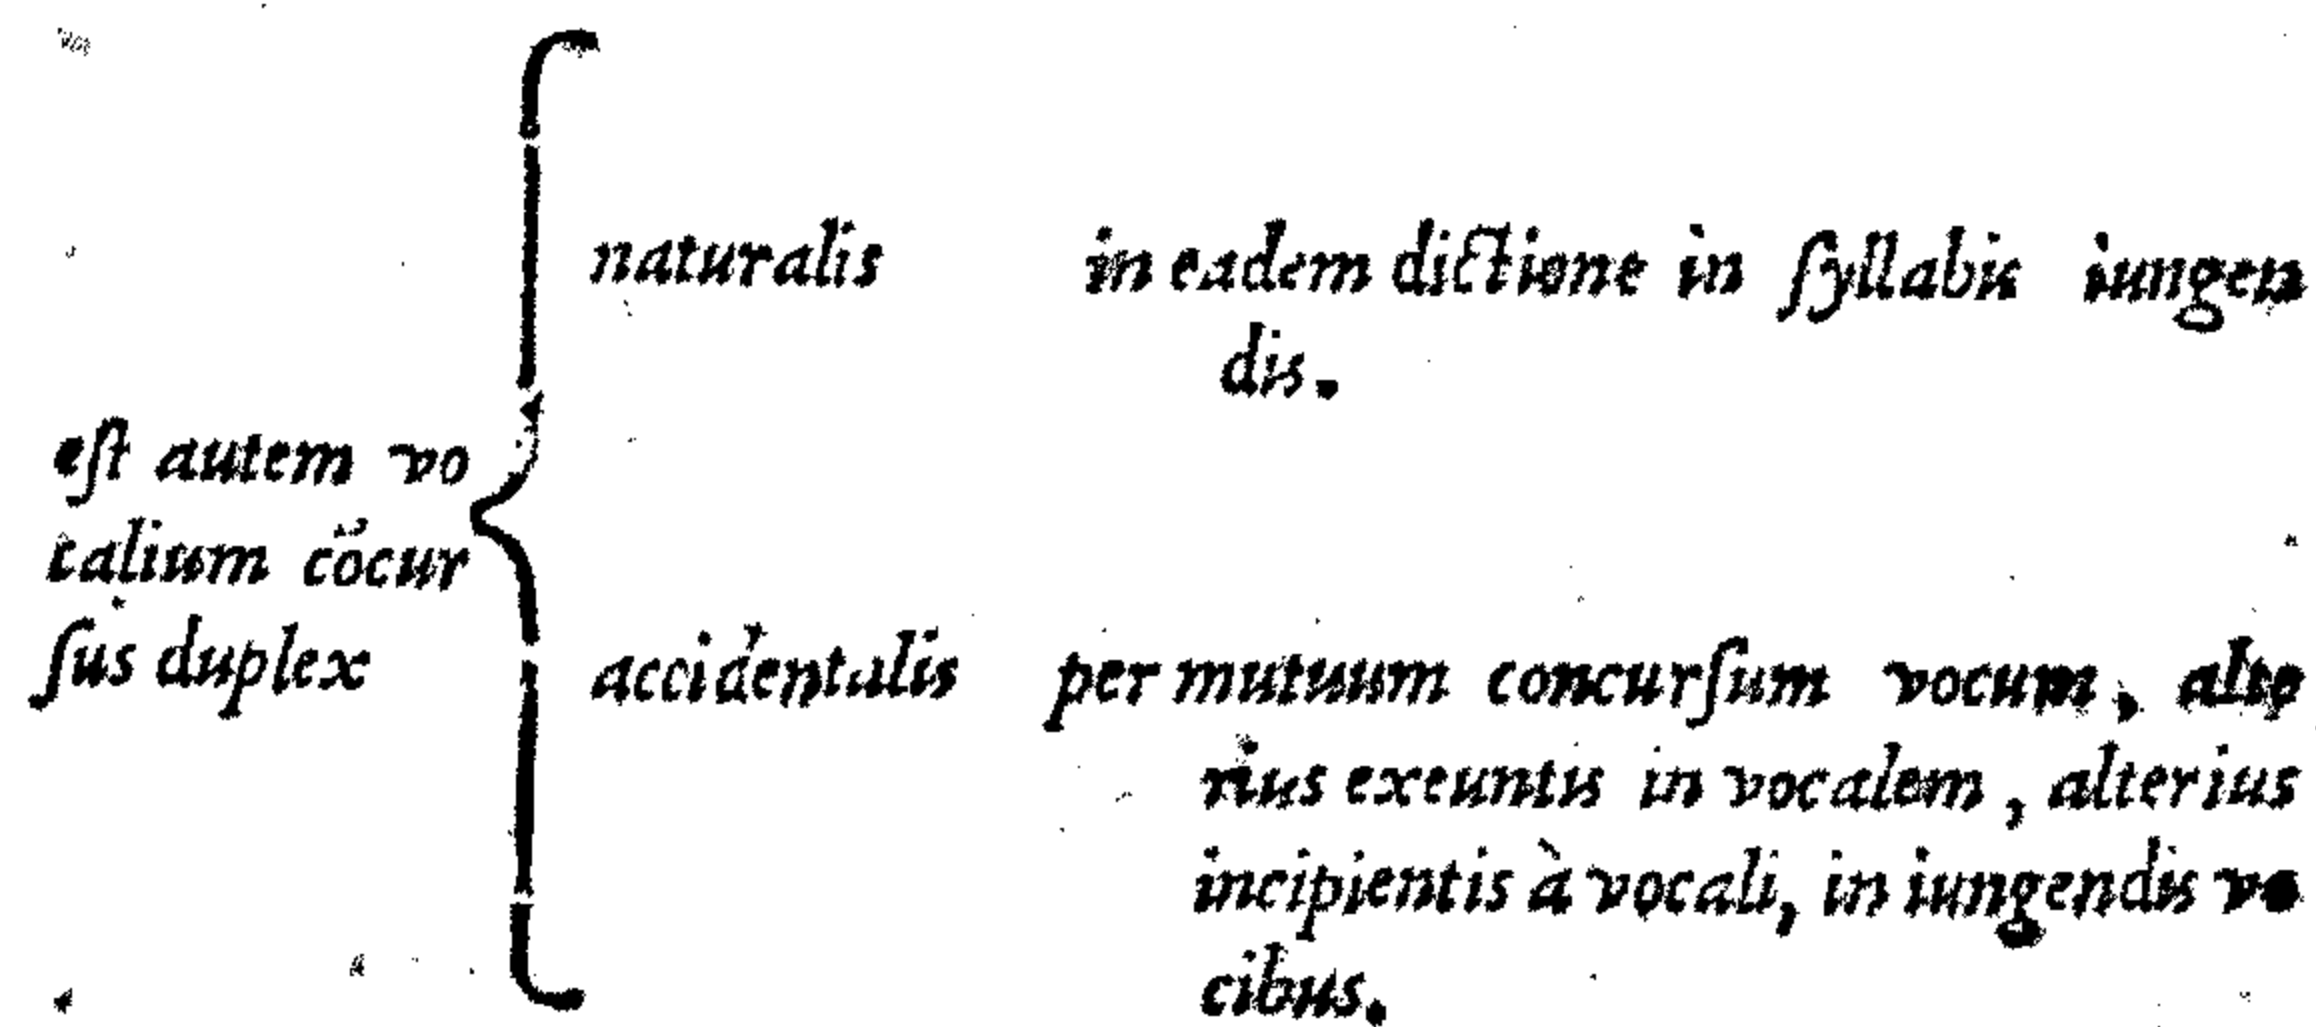 naturalis in eadem dictione in ſyllabis iungen
dis.
eſt autem vo
calium cõcur
ſus duplex
accidentalis per mutuum concurſum vocum, alte
rius exeuntis in vocalem, alterius
incipientis à vocali, in iungendis vo
cibus.